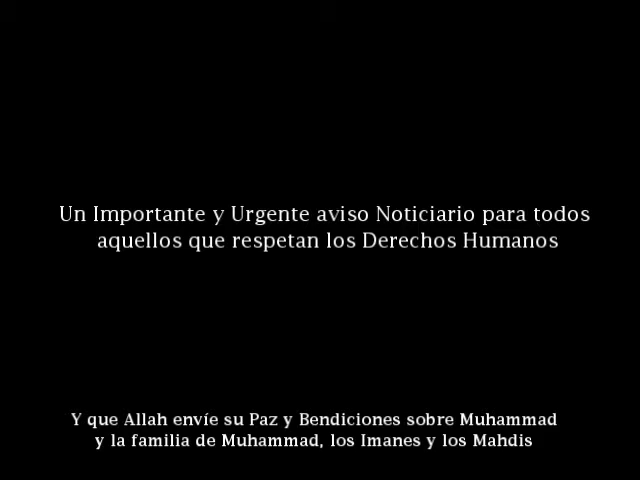 Un Importante y Urgente aviso Noticiario para todos
aquellos que respetan los Derechos Humanos
Y que Allah envíe su Paz y Bendiciones sobre Muhammad
y la familia de Muhammad, los Imanes y los Mahdis